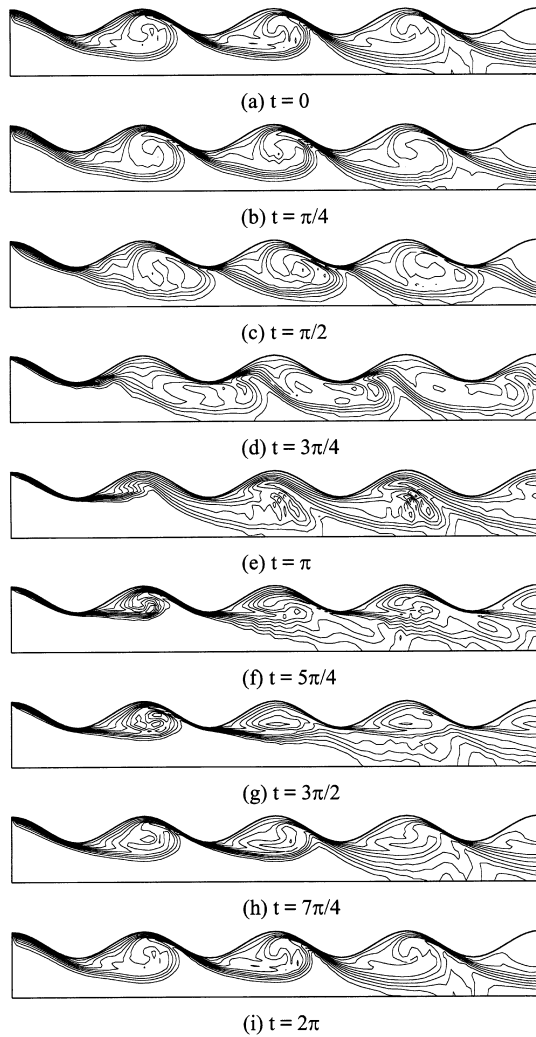 (a) t = 0
(b) t = π/4
(c) t = π/2
(d) t = 3π/4
(e) t = π
(f) t = 5π/4
(g) t = 3π/2
(h) t = 7π/4
(i) t = 2π